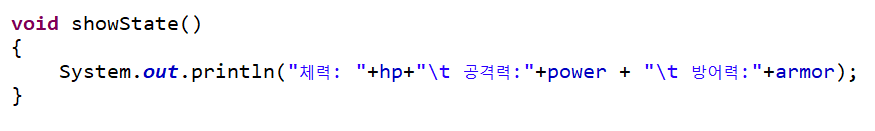 void showState()
{
    System.out.println("체력: "+hp+"\t 공격력:"+power + "\t 방어력:"+armor);
}